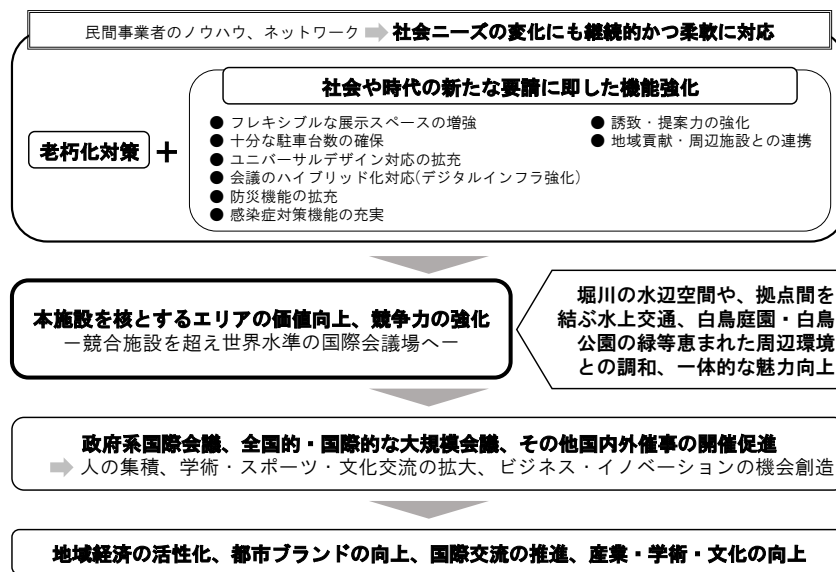 民間事業者のノウハウ、ネットワーク 社会ニーズの変化にも継続的かつ柔軟に対応
社会や時代の新たな要請に即した機能強化
老朽化対策 +
● フレキシブルな展示スペースの増強
● 十分な駐車台数の確保
● ユニバーサルデザイン対応の拡充
● 会議のハイブリッド化対応(デジタルインフラ強化)
● 防災機能の拡充
● 感染症対策機能の充実
● 誘致・提案力の強化
● 地域貢献・周辺施設との連携
本施設を核とするエリアの価値向上、競争力の強化
－競合施設を超え世界水準の国際会議場へ－
堀川の水辺空間や、拠点間を
結ぶ水上交通、白鳥庭園・白鳥
公園の緑等恵まれた周辺環境
との調和、一体的な魅力向上
政府系国際会議、全国的・国際的な大規模会議、その他国内外催事の開催促進
人の集積、学術・スポーツ・文化交流の拡大、ビジネス・イノベーションの機会創造
地域経済の活性化、都市ブランドの向上、国際交流の推進、産業・学術・文化の向上